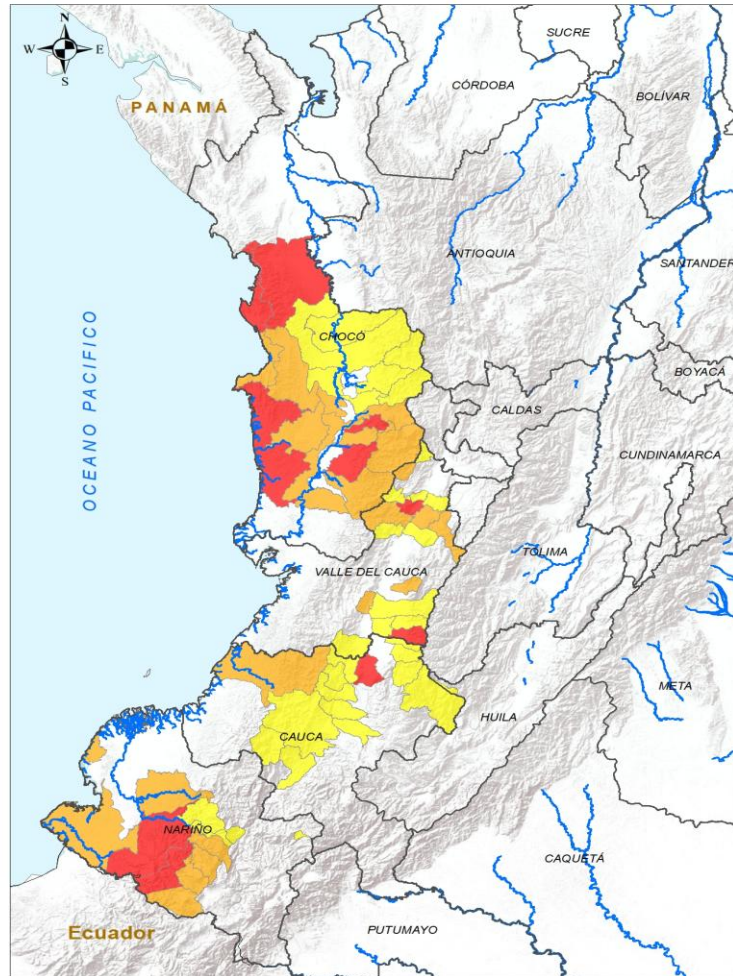 N
W E
S
SUCRE
CÓRDOBA
BOLÍVAR
PANAMÁ
ANTIOQUIA
SANTANDER
OCEANO PACIFICO
CHOCÓ
BOYACÁ
CALDAS
CUNDINAMARCA
TOLIMA
VALLE DEL CAUCA
META
HUILA
CAUCA
NARIÑO
CAQUETÁ
PUTUMAYO
Ecuador